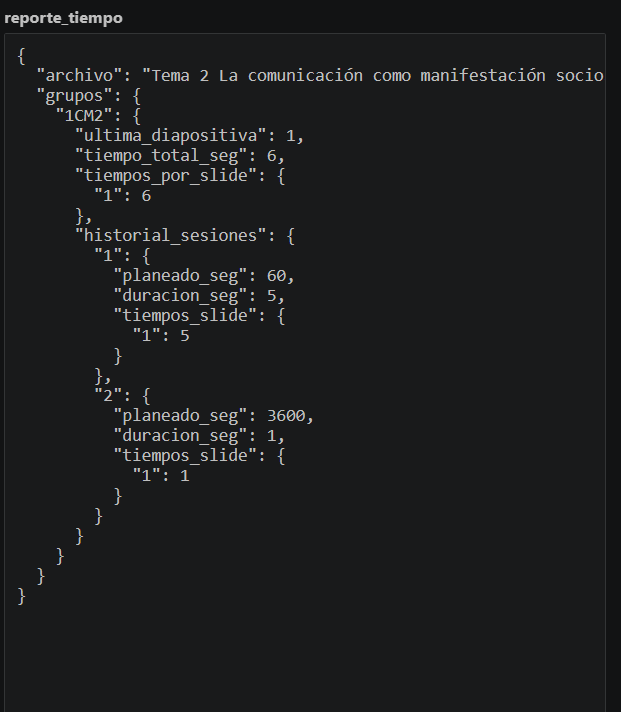 reporte_tiempo
{
  "archivo": "Tema 2 La comunicación como manifestación socio
  "grupos": {
    "1CM2": {
      "ultima_diapositiva": 1,
      "tiempo_total_seg": 6,
      "tiempos_por_slide": {
        "1": 6
      },
      "historial_sesiones": {
        "1": {
          "planeado_seg": 60,
          "duracion_seg": 5,
          "tiempos_slide": {
            "1": 5
          }
        },
        "2": {
          "planeado_seg": 3600,
          "duracion_seg": 1,
          "tiempos_slide": {
            "1": 1
          }
        }
      }
    }
  }
}